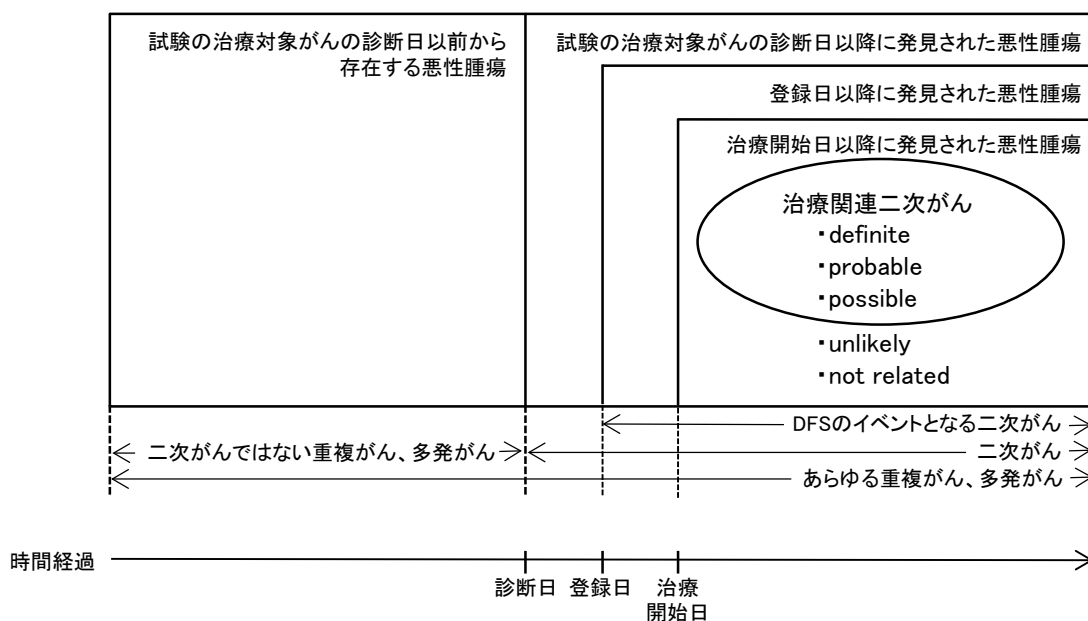 試験の治療対象がんの診断日以前から
存在する悪性腫瘍
試験の治療対象がんの診断日以降に発見された悪性腫瘍
登録日以降に発見された悪性腫瘍
治療開始日以降に発見された悪性腫瘍
治療関連二次がん
・definite
・probable
・possible
・unlikely
・not related
DFSのイベントとなる二次がん
二次がんではない重複がん、多発がん
二次がん
あらゆる重複がん、多発がん
時間経過
診断日 登録日 治療
開始日